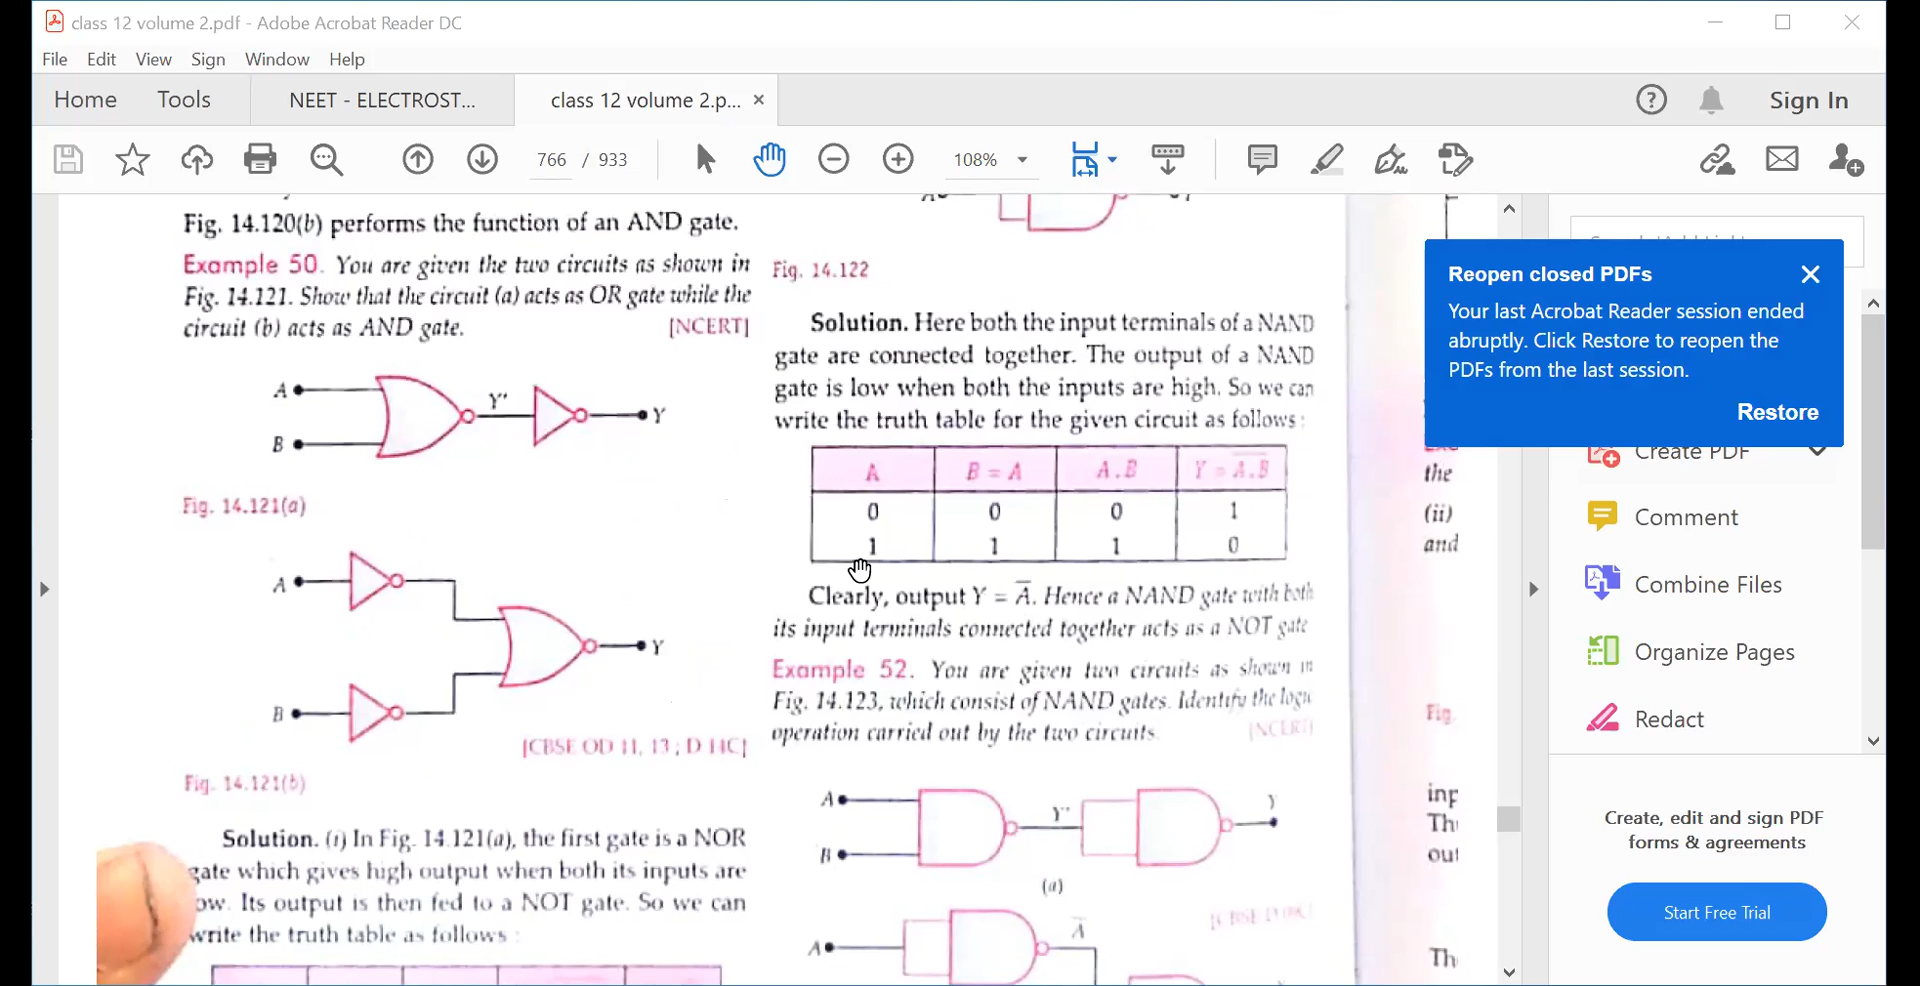 class 12 volume 2.pdf - Adobe Acrobat Reader DC
File Edit View Sign Window Help
Home Tools NEET - ELECTROST... class 12 volume 2.p... ×
Sign In
766 / 933 108%
Fig. 14.120(b) performs the function of an AND gate.
Example 50. You are given the two circuits as shown in
Fig. 14.121. Show that the circuit (a) acts as OR gate while the
circuit (b) acts as AND gate. [NCERT]
A
B
Y'
Y
Fig. 14.121(a)
A
B
Y
[CBSE OD 11, 13 ; D 14C]
Fig. 14.121(b)
Solution. (i) In Fig. 14.121(a), the first gate is a NOR
gate which gives high output when both its inputs are
low. Its output is then fed to a NOT gate. So we can
write the truth table as follows :
Fig. 14.122
Solution. Here both the input terminals of a NAND
gate are connected together. The output of a NAND
gate is low when both the inputs are high. So we can
write the truth table for the given circuit as follows :
A B = A A.B Y = \overline{A.B}
0 0 0 1
1 1 1 0
Clearly, output Y = \overline{A}. Hence a NAND gate with both
its input terminals connected together acts as a NOT gate
Example 52. You are given two circuits as shown in
Fig. 14.123, which consist of NAND gates. Identify the logic
operation carried out by the two circuits. [NCERT]
A
B
Y'
Y
(a)
A
\overline{A}
the
(ii)
and
Fig.
inp
Th
out
Th
Reopen closed PDFs
Your last Acrobat Reader session ended
abruptly. Click Restore to reopen the
PDFs from the last session.
Restore
Create PDF
Comment
Combine Files
Organize Pages
Redact
Create, edit and sign PDF
forms & agreements
Start Free Trial